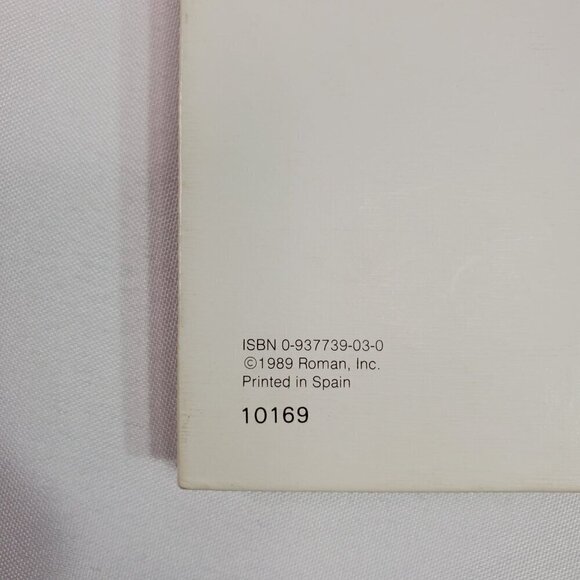 ISBN 0-937739-03-0
©1989 Roman, Inc.
Printed in Spain
10169